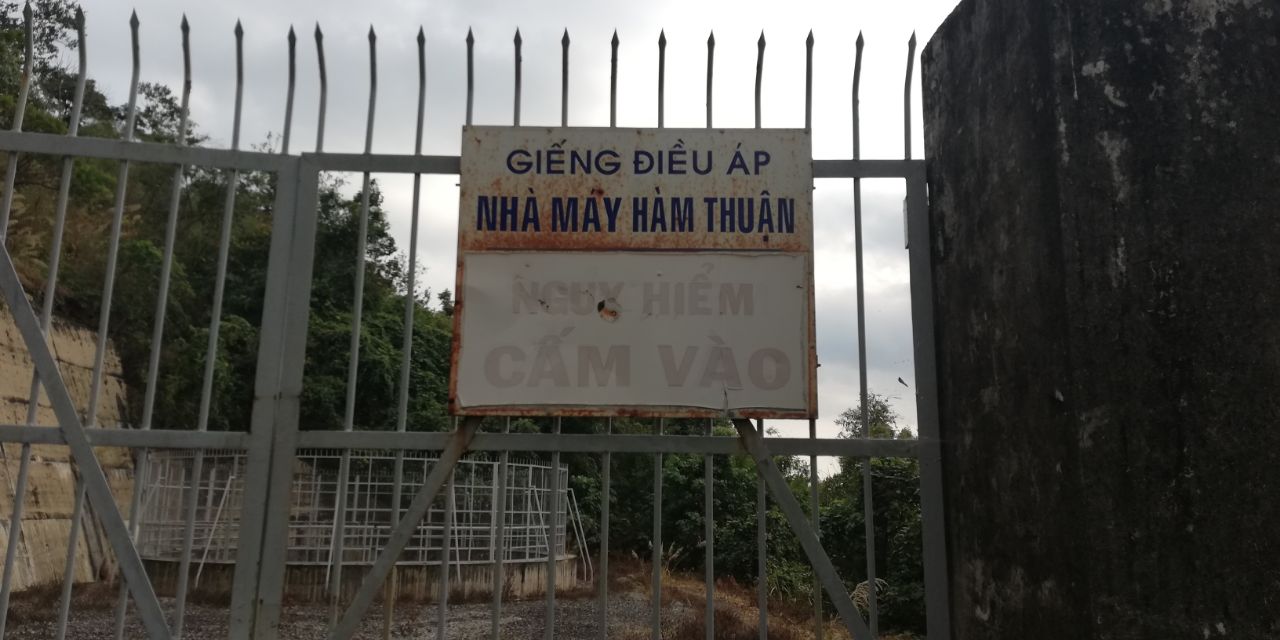 GIẾNG ĐIỀU ÁP
NHÀ MÁY HÀM THUẬN
NGUY HIỂM
CẤM VÀO